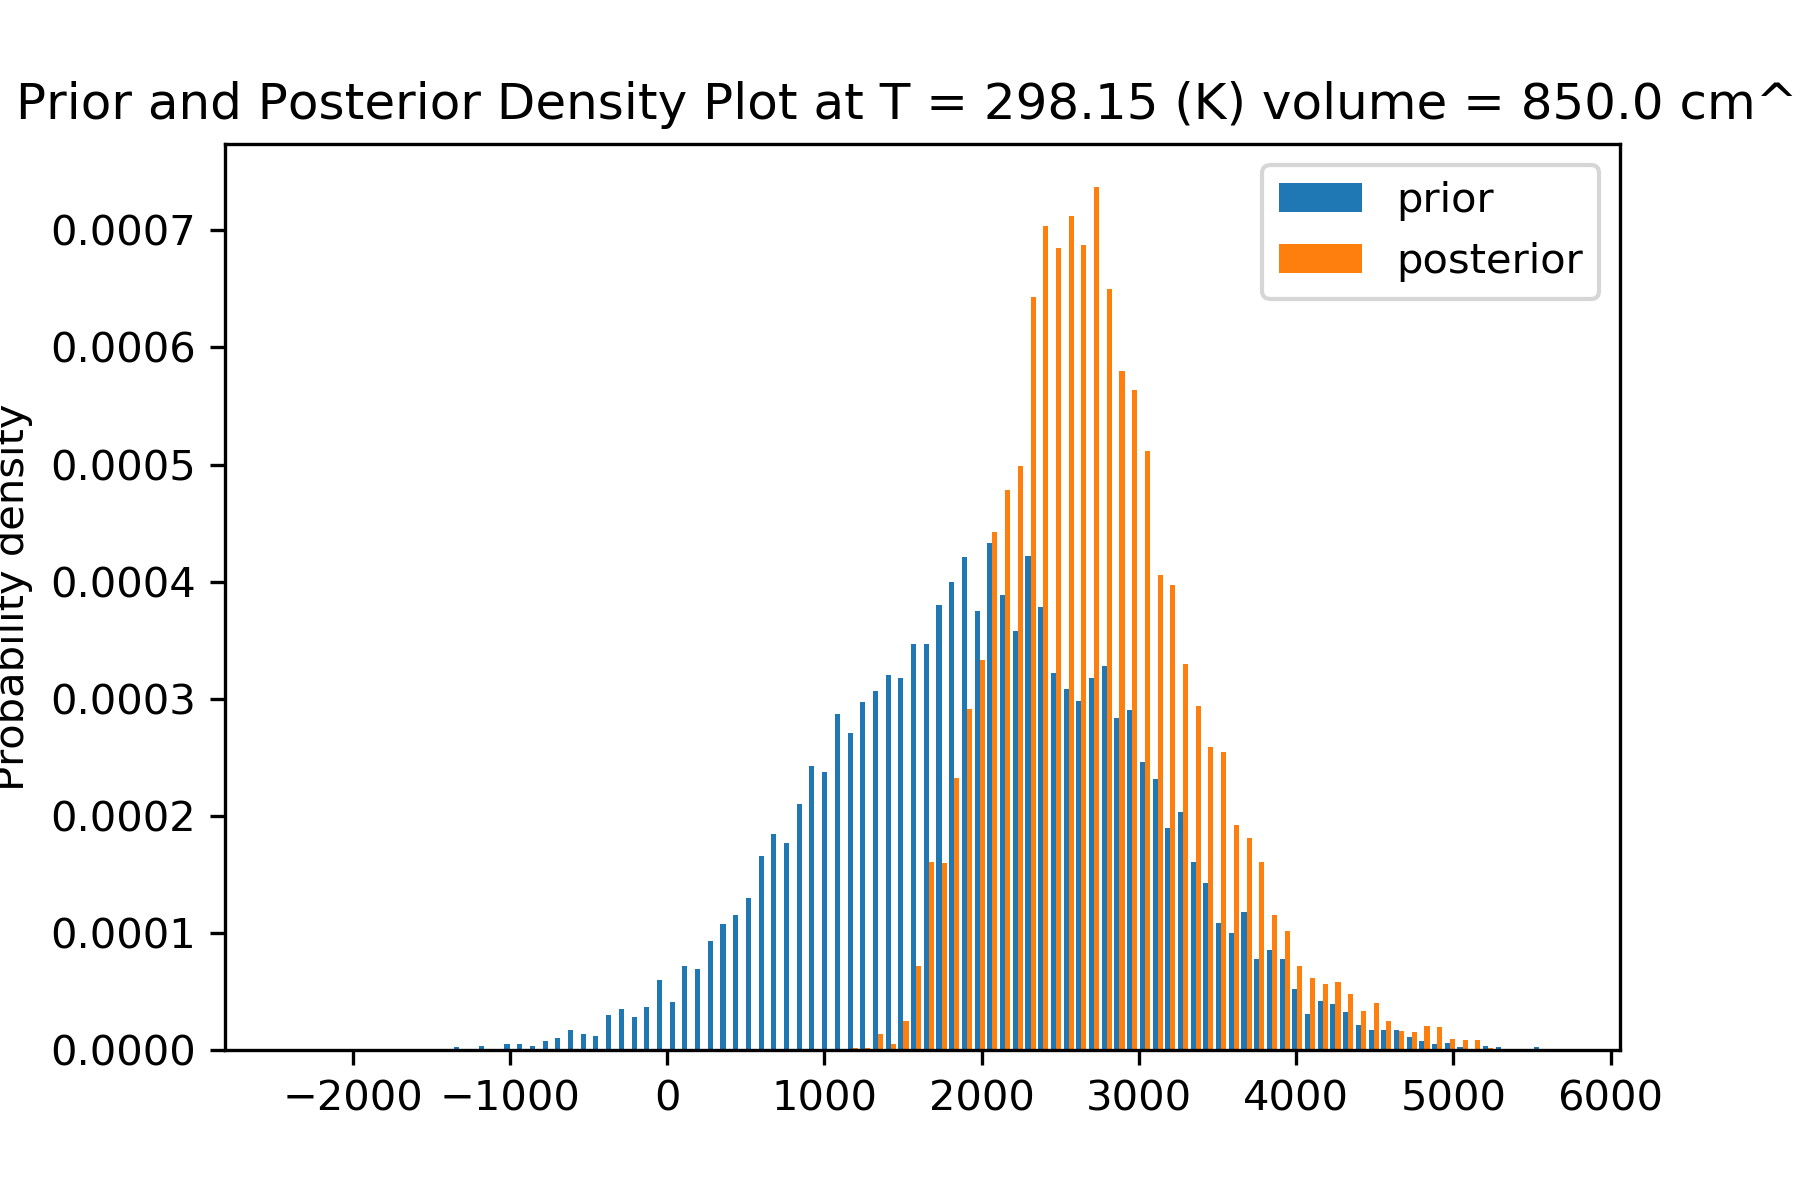 Prior and Posterior Density Plot at T = 298.15 (K) volume = 850.0 cm^
prior
posterior
Probability density
0.0007
0.0006
0.0005
0.0004
0.0003
0.0002
0.0001
0.0000
−2000 −1000 0 1000 2000 3000 4000 5000 6000